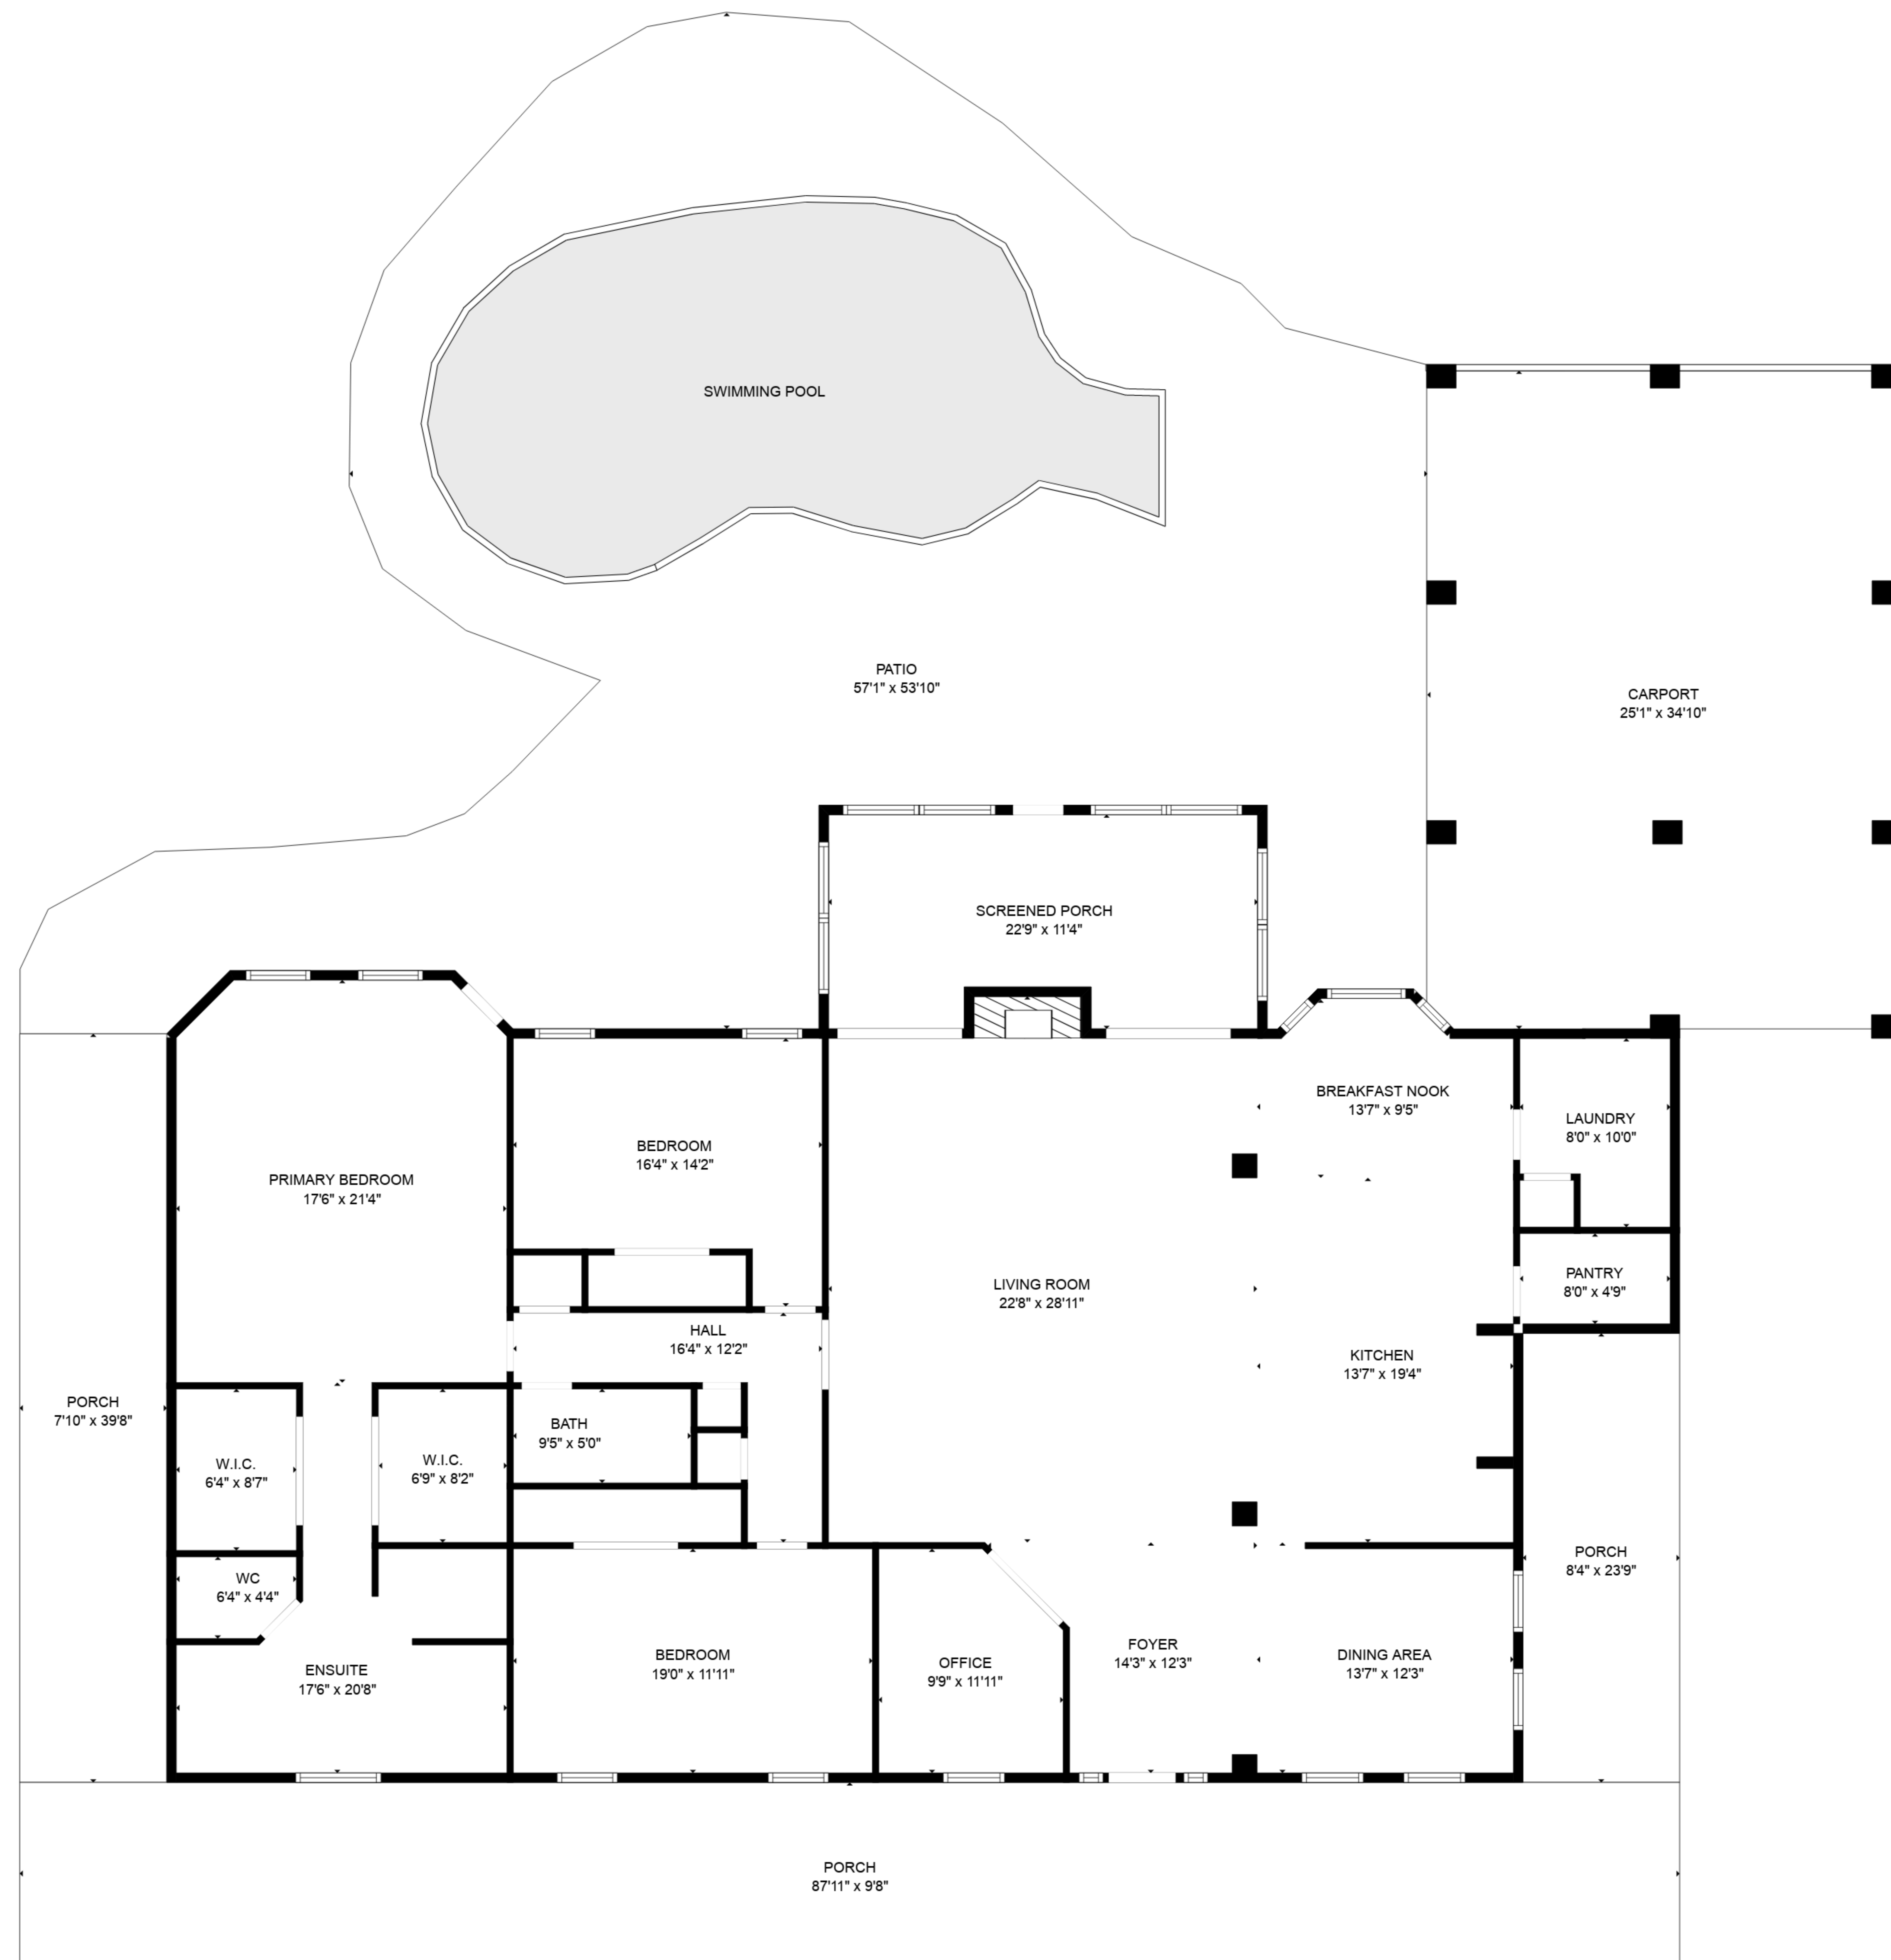 SWIMMING POOL
PATIO
57'1" x 53'10"
CARPORT
25'1" x 34'10"
SCREENED PORCH
22'9" x 11'4"
BREAKFAST NOOK
13'7" x 9'5"
LAUNDRY
8'0" x 10'0"
BEDROOM
16'4" x 14'2"
PRIMARY BEDROOM
17'6" x 21'4"
LIVING ROOM
22'8" x 28'11"
PANTRY
8'0" x 4'9"
HALL
16'4" x 12'2"
KITCHEN
13'7" x 19'4"
PORCH
7'10" x 39'8"
BATH
9'5" x 5'0"
W.I.C.
6'4" x 8'7"
W.I.C.
6'9" x 8'2"
PORCH
8'4" x 23'9"
WC
6'4" x 4'4"
ENSUITE
17'6" x 20'8"
BEDROOM
19'0" x 11'11"
OFFICE
9'9" x 11'11"
FOYER
14'3" x 12'3"
DINING AREA
13'7" x 12'3"
PORCH
87'11" x 9'8"